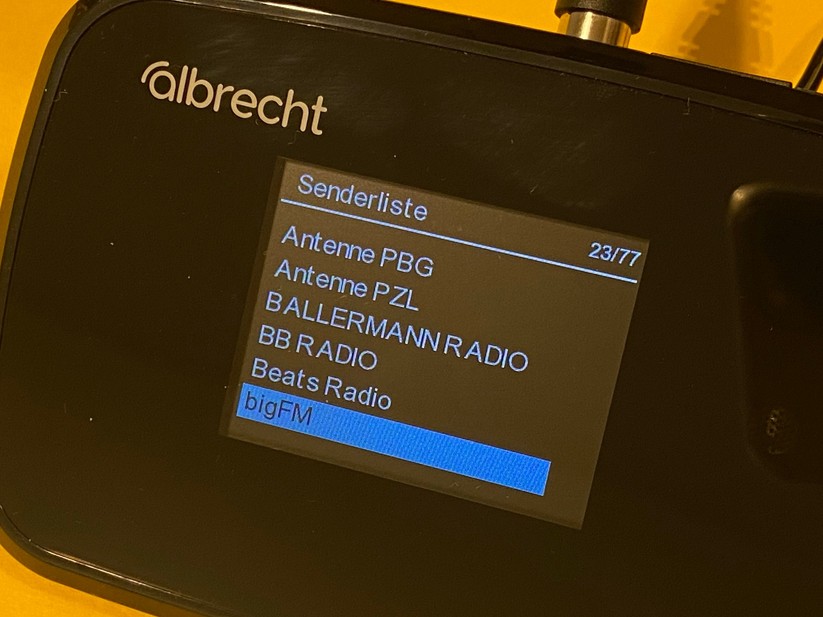 albrecht
Senderliste
23/77
Antenne PBG
Antenne PZL
BALLERMANN RADIO
BB RADIO
Beats Radio
bigFM